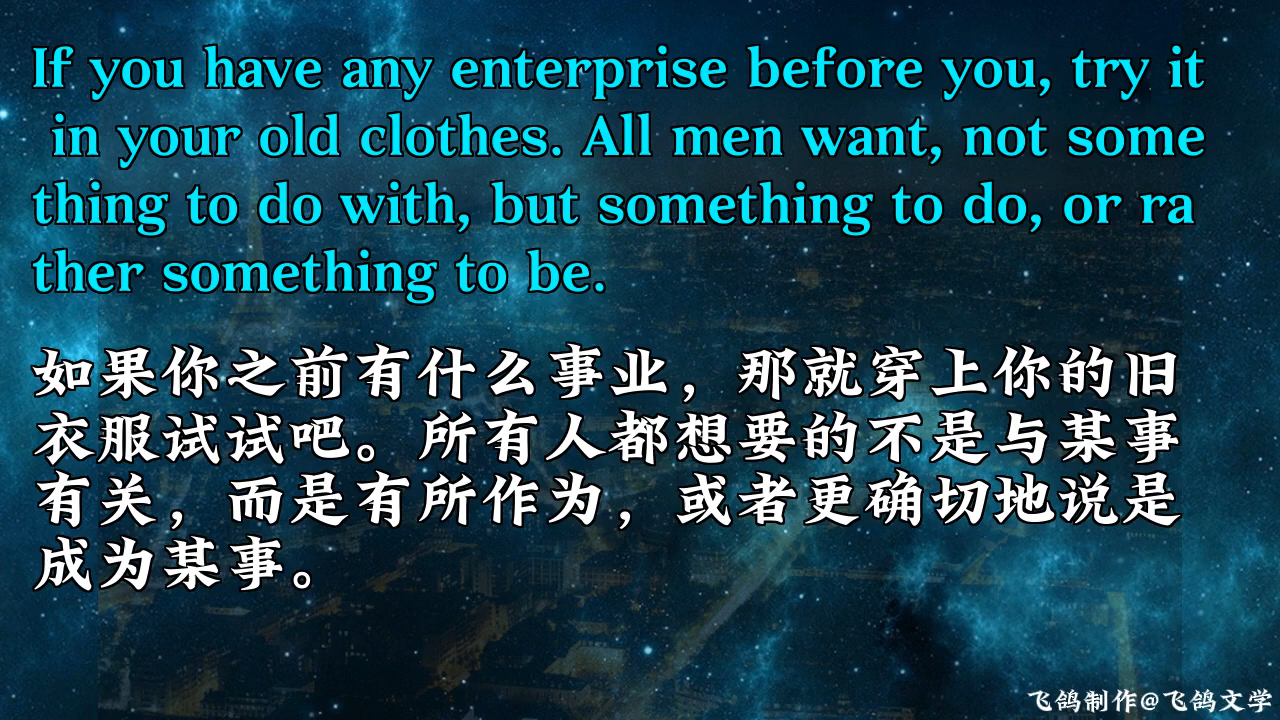 If you have any enterprise before you, try it
in your old clothes. All men want, not some
thing to do with, but something to do, or ra
ther something to be.
如果你之前有什么事业，那就穿上你的旧
衣服试试吧。所有人都想要的不是与某事
有关，而是有所作为，或者更确切地说是
成为某事。
飞鸽制作@飞鸽文学